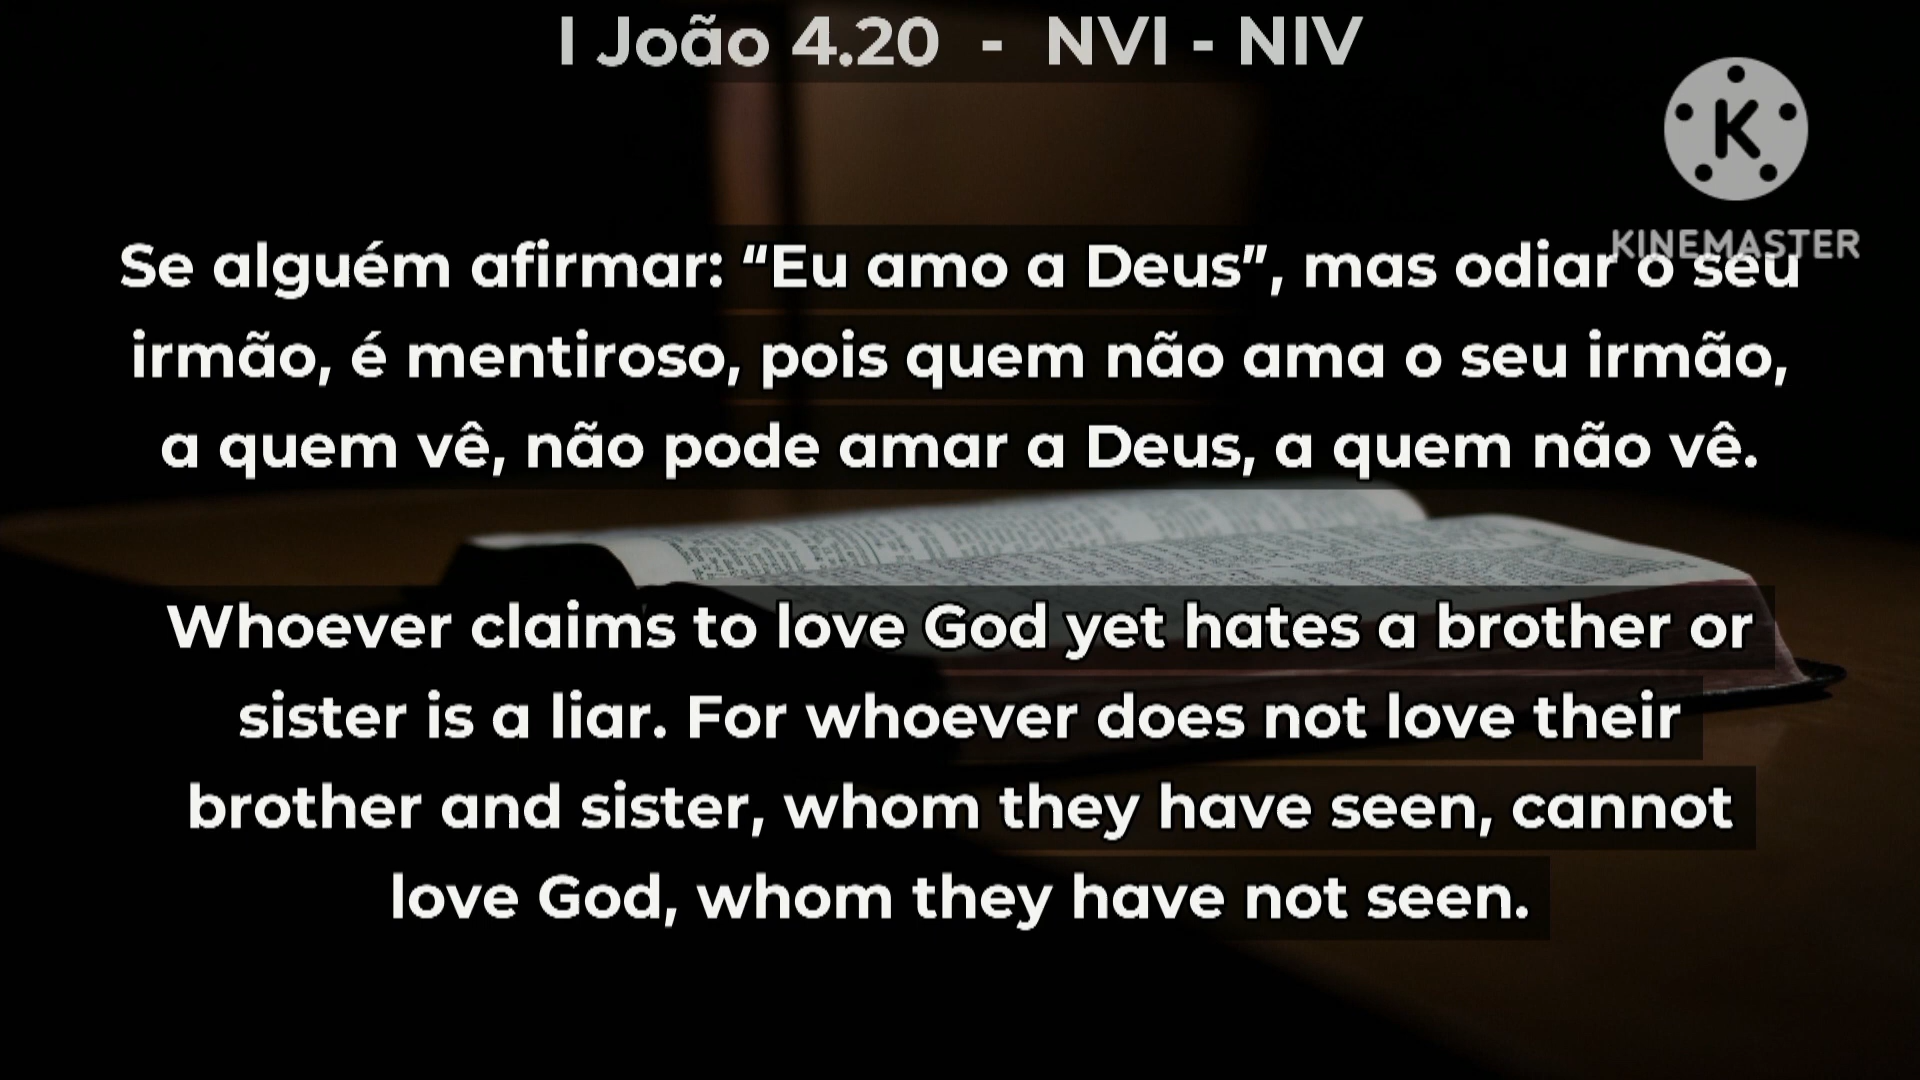 I João 4.20 - NVI - NIV
K
KINEMASTER
Se alguém afirmar: “Eu amo a Deus”, mas odiar o seu
irmão, é mentiroso, pois quem não ama o seu irmão,
a quem vê, não pode amar a Deus, a quem não vê.
Whoever claims to love God yet hates a brother or
sister is a liar. For whoever does not love their
brother and sister, whom they have seen, cannot
love God, whom they have not seen.